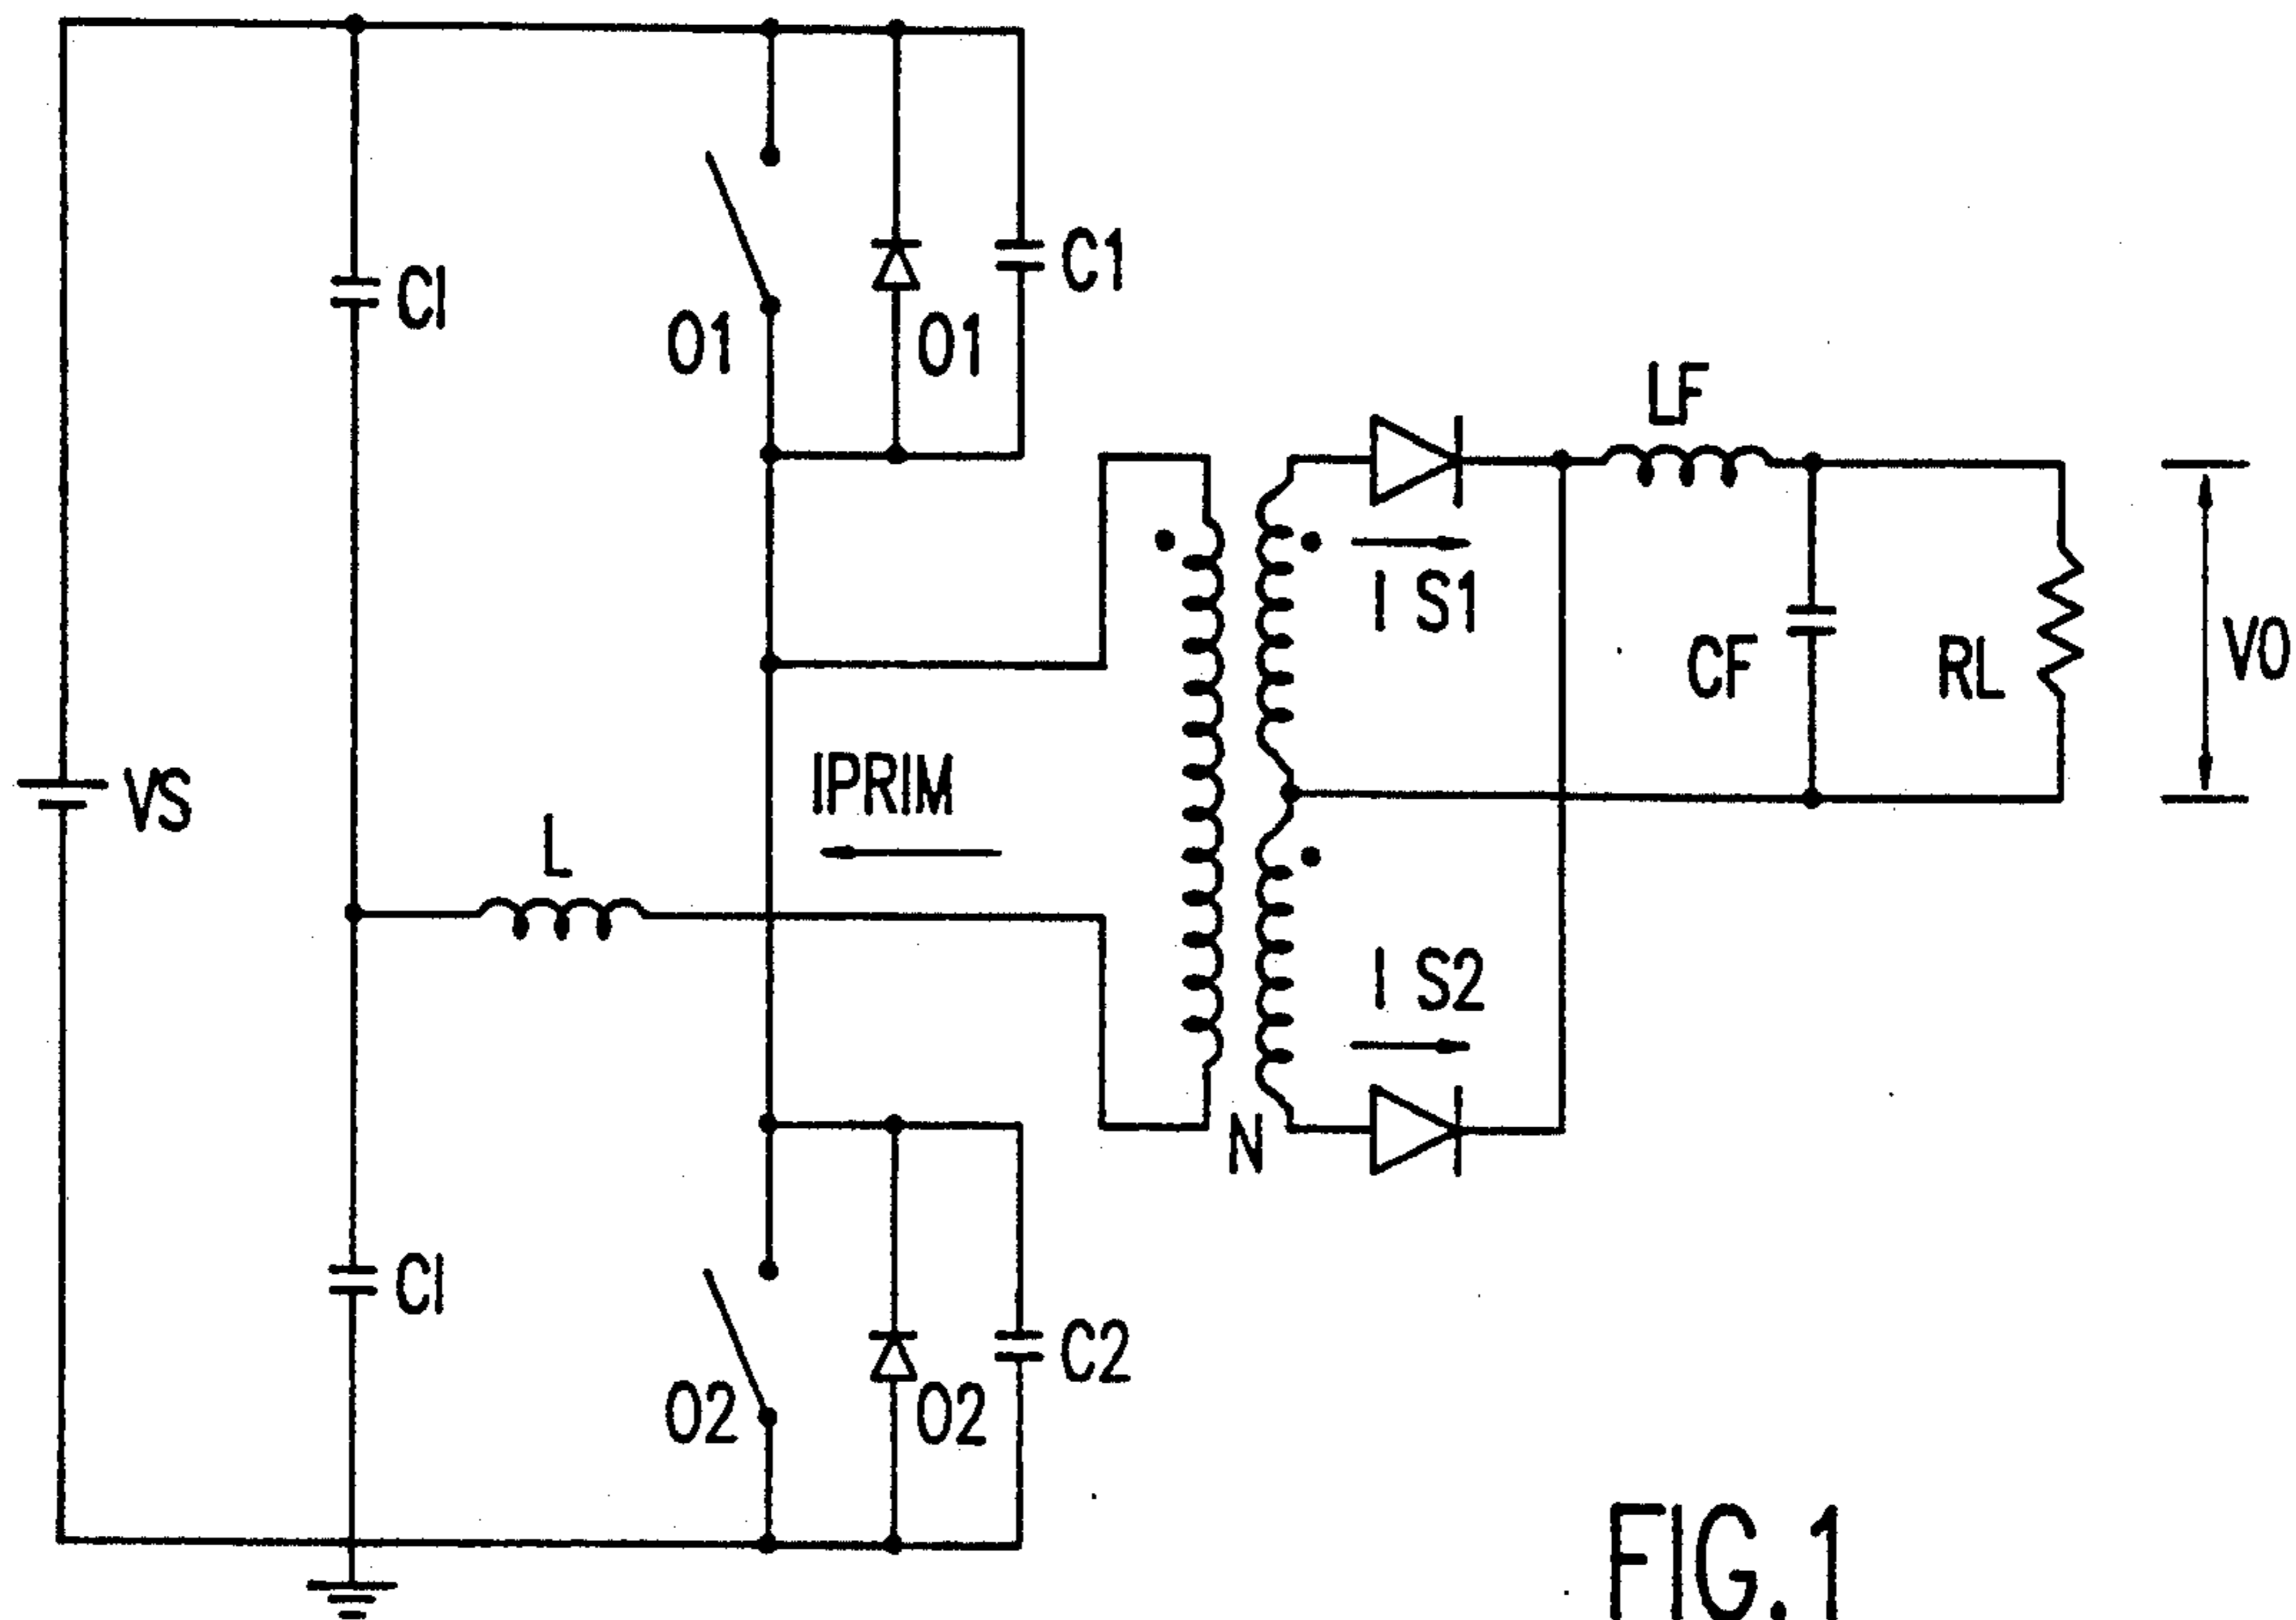 C1
CI
O1
O1
LF
I S1
CF
RL
VO
IPRIM
VS
L
I S2
N
CI
C2
O2
O2
FIG.1